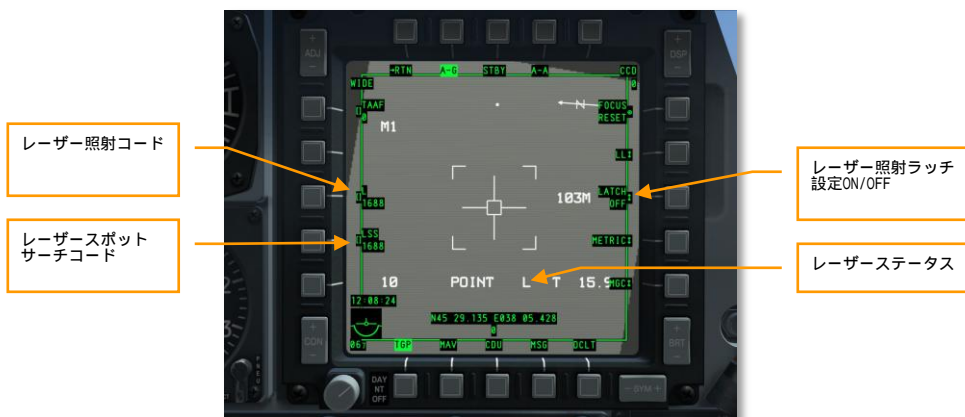 レーザー照射コード
レーザースポット
サーチコード
レーザー照射ラッチ
設定ON/OFF
レーザーステータス
+
ADJ
-
+
DSP
-
→RTN A-G STBY A-A CCD
WIDE 0
TAAF
0
M1
N
FOCUS
RESET
LL
L
1688
103M
LATCH
OFF
LSS
1688
METRIC
10 POINT L T 15.9
MGC
12:08:24
N45 29.135 E038 05.428
0
06T TGP MAV CDU MSG DCLT
+
CON
-
+
BRT
-
DAY
NT
OFF
- SYM +